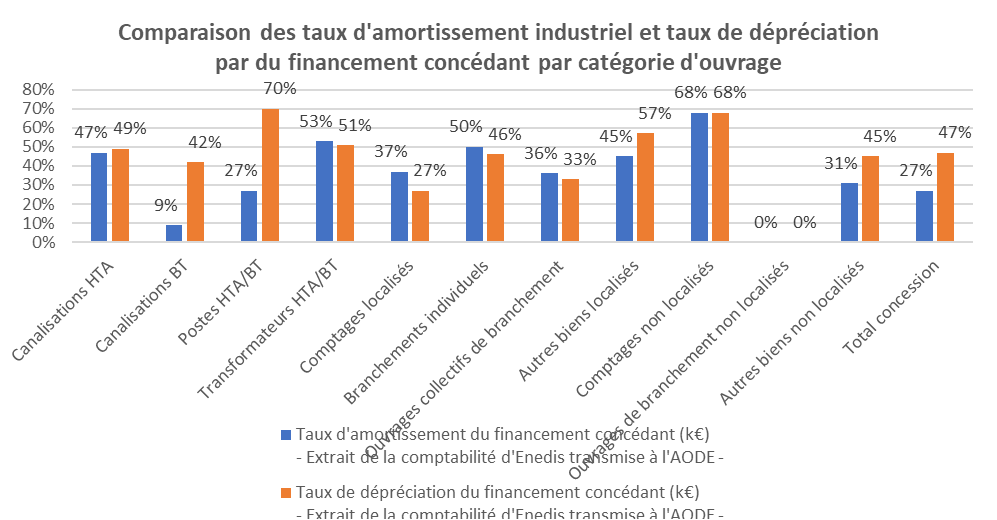 Comparaison des taux d'amortissement industriel et taux de dépréciation
par du financement concédant par catégorie d'ouvrage
80%
70%
60%
50%
40%
30%
20%
10%
0%
47% 49%
9% 42%
27% 70%
53% 51%
37% 27%
50% 46%
36% 33%
45% 57%
68% 68%
0% 0%
31% 45%
27% 47%
Canalisations HTA
Canalisations BT
Postes HTA/BT
Transformateurs HTA/BT
Comptages localisés
Branchements individuels
Ouvrages collectifs de branchement
Autres biens localisés
Comptages non localisés
Ouvrages de branchement non localisés
Autres biens non localisés
Total concession
Taux d'amortissement du financement concédant (k€)
- Extrait de la comptabilité d'Enedis transmise à l'AODE -
Taux de dépréciation du financement concédant (k€)
- Extrait de la comptabilité d'Enedis transmise à l'AODE -